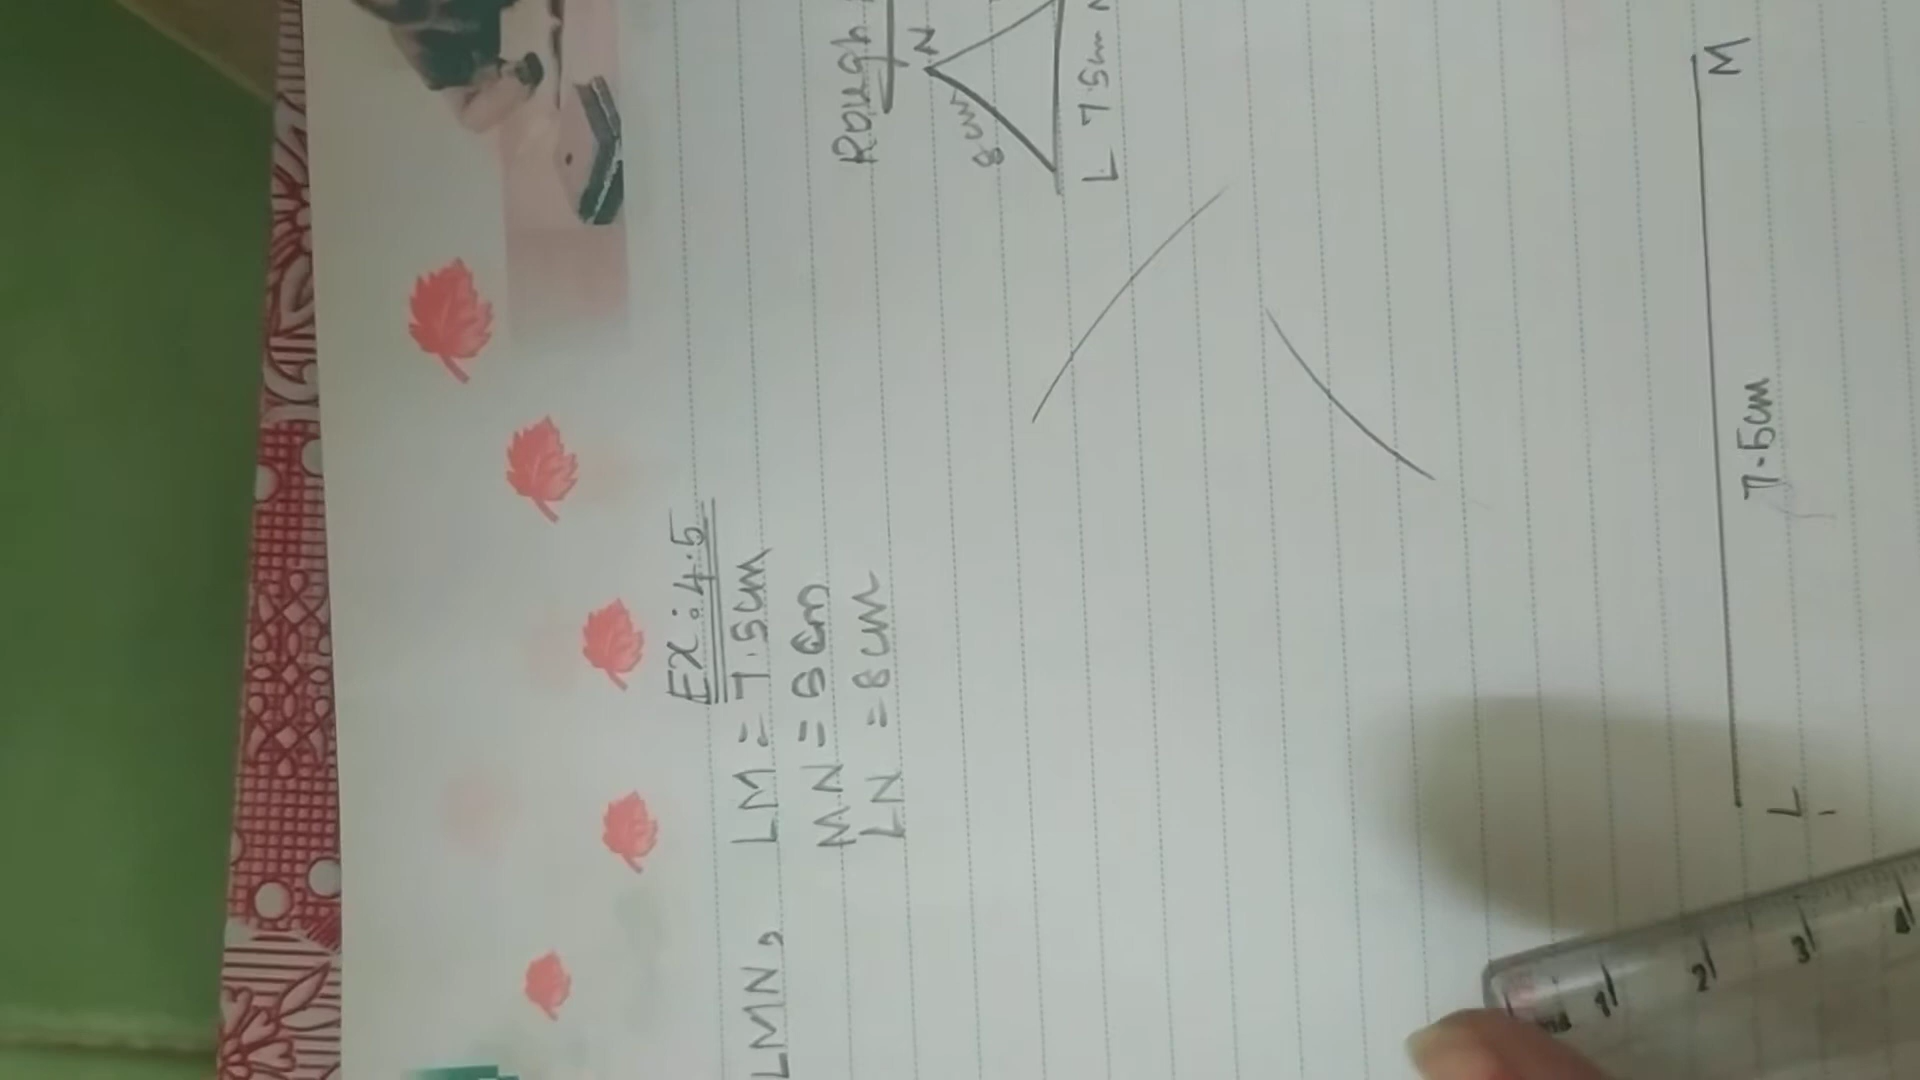 Ex: 4.5
LMN, LM = 7.5cm
MN = 5cm
LN = 8cm
Rough
N
8cm
L 7.5cm
M
7.5cm
L
1 2 3 4